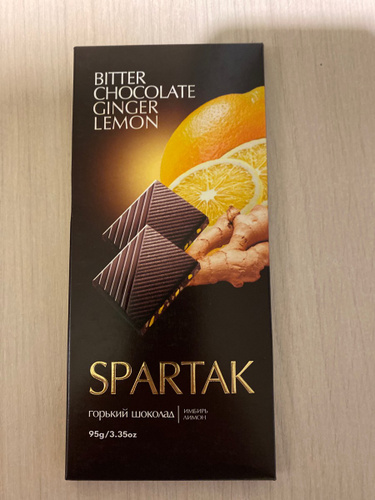 BITTER
CHOCOLATE
GINGER
LEMON
SPARTAK
горький шоколад
ИМБИРЬ
ЛИМОН
95g/3.35oz